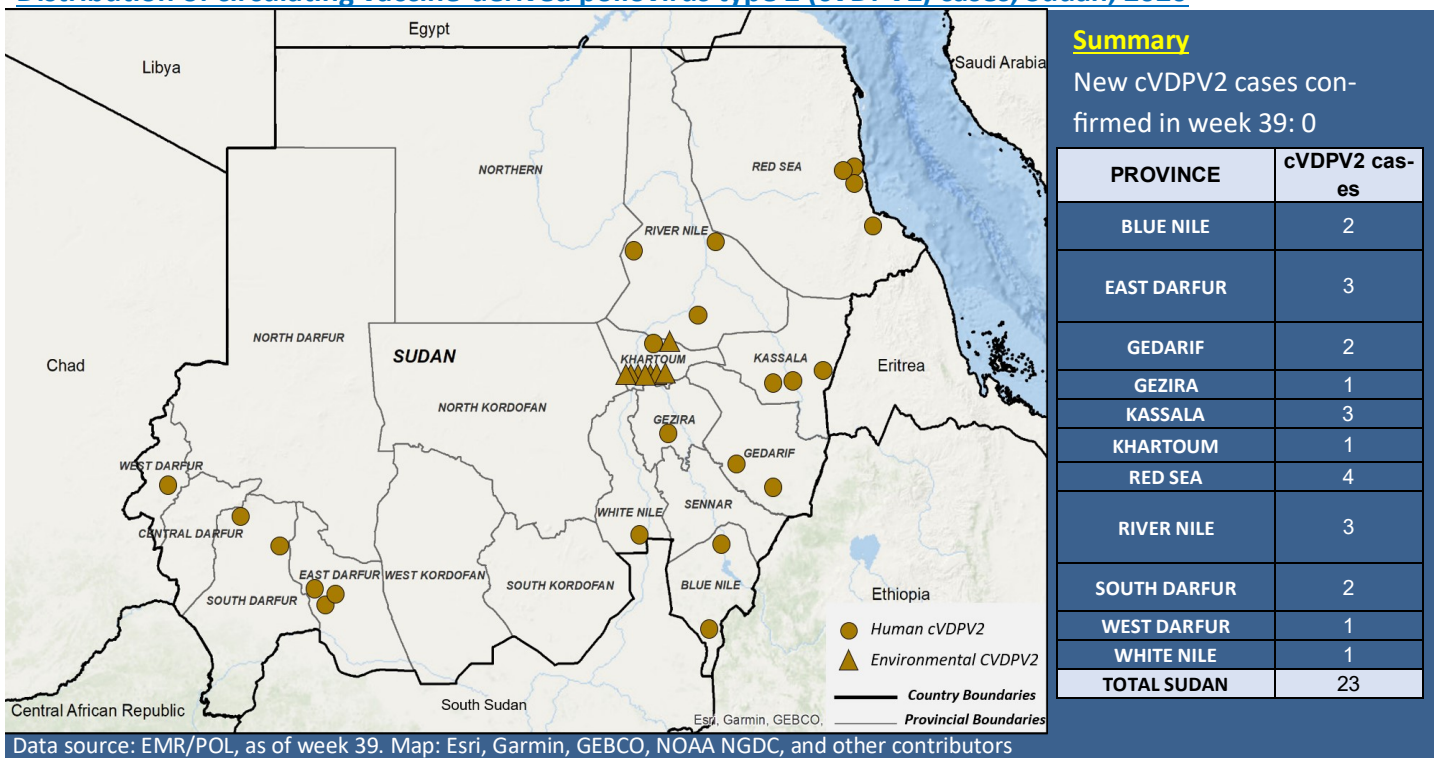 Egypt
Libya
Saudi Arabia
NORTHERN
RED SEA
RIVER NILE
NORTH DARFUR
SUDAN
Chad
KHARTOUM
KASSALA
Eritrea
NORTH KORDOFAN
GEZIRA
GEDARIF
WEST DARFUR
SENNAR
WHITE NILE
CENTRAL DARFUR
EAST DARFUR
WEST KORDOFAN
SOUTH KORDOFAN
BLUE NILE
SOUTH DARFUR
Ethiopia
Human cVDPV2
Environmental CVDPV2
Country Boundaries
Provincial Boundaries
Central African Republic
South Sudan
Esri, Garmin, GEBCO,
Data source: EMR/POL, as of week 39. Map: Esri, Garmin, GEBCO, NOAA NGDC, and other contributors
Summary
New cVDPV2 cases con-
firmed in week 39: 0
PROVINCE cVDPV2 cas-
es
BLUE NILE 2
EAST DARFUR 3
GEDARIF 2
GEZIRA 1
KASSALA 3
KHARTOUM 1
RED SEA 4
RIVER NILE 3
SOUTH DARFUR 2
WEST DARFUR 1
WHITE NILE 1
TOTAL SUDAN 23